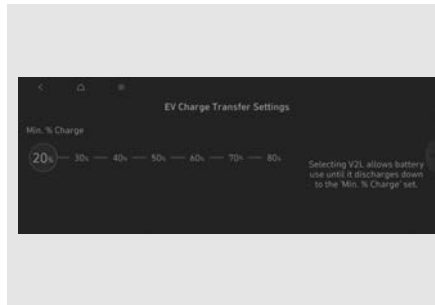 EV Charge Transfer Settings
Min. % Charge
20% 30% 40% 50% 60% 70% 80%
Selecting V2L allows battery
use until it discharges down
to the 'Min. % Charge' set.